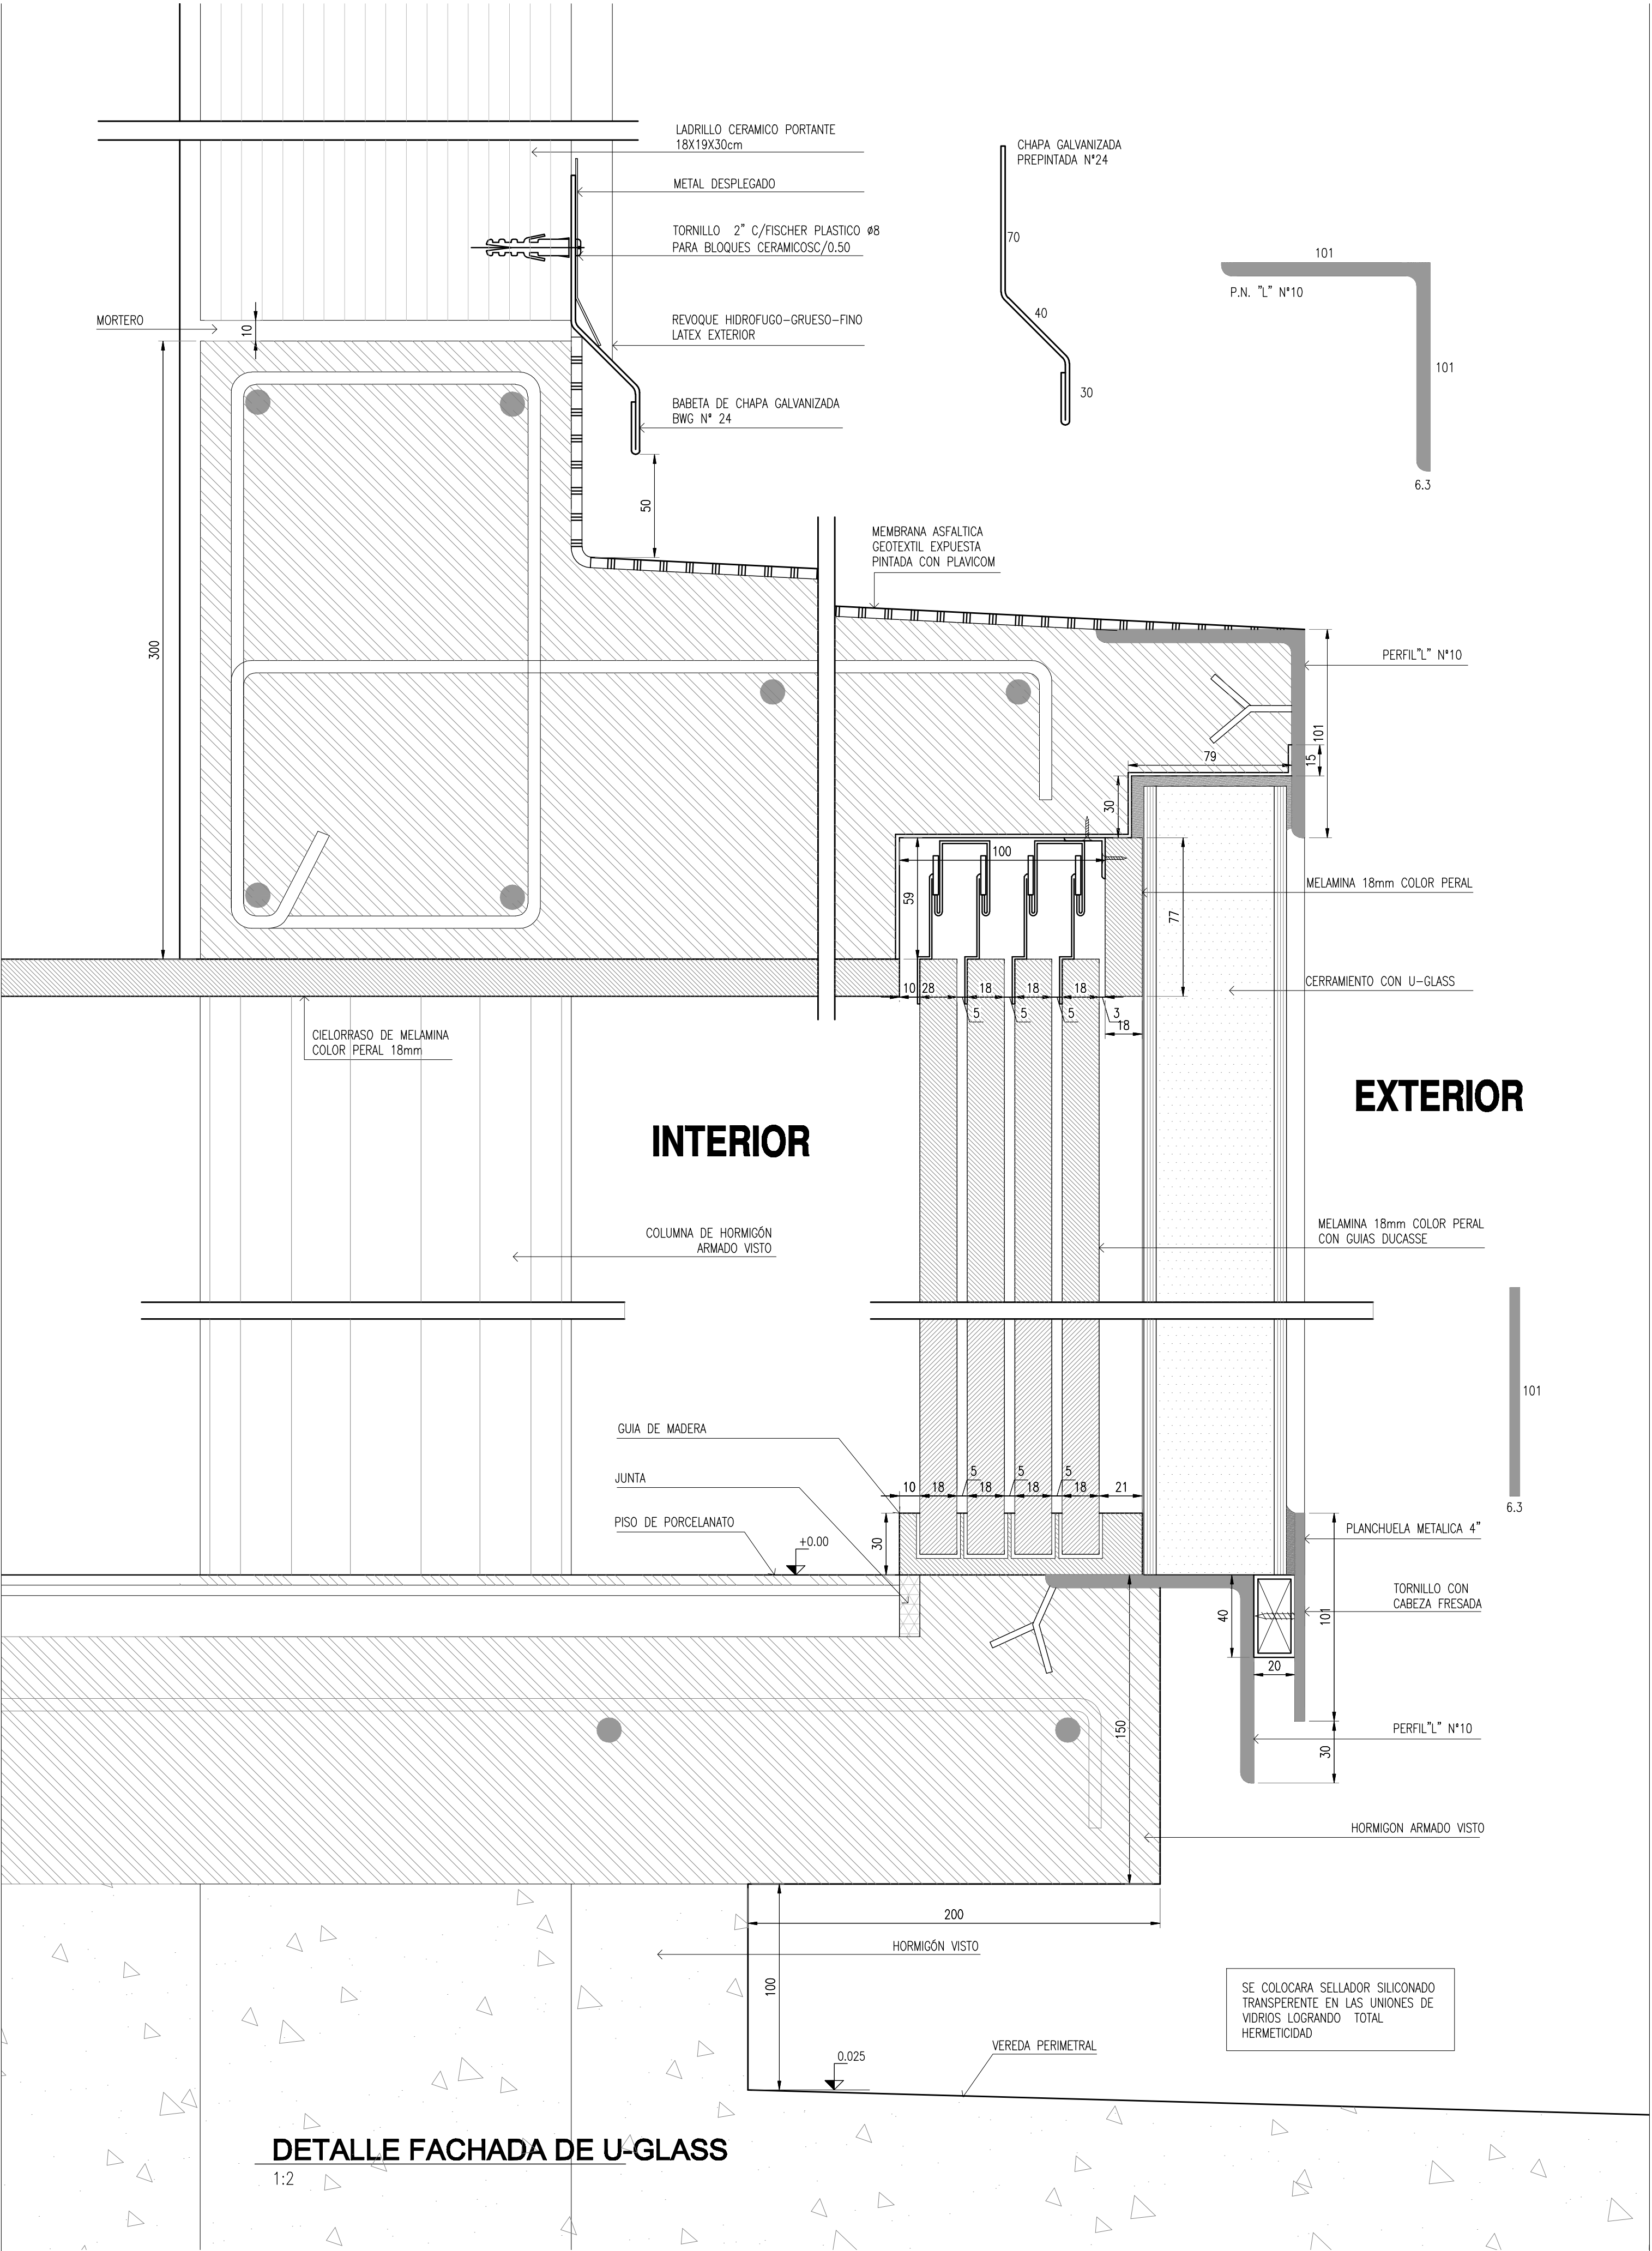 LADRILLO CERAMICO PORTANTE
18X19X30cm
METAL DESPLEGADO
TORNILLO 2" C/FISCHER PLASTICO ø8
PARA BLOQUES CERAMICOSC/0.50
MORTERO
10
REVOQUE HIDROFUGO-GRUESO-FINO
LATEX EXTERIOR
BABETA DE CHAPA GALVANIZADA
BWG Nº 24
50
300
CHAPA GALVANIZADA
PREPINTADA Nº24
70
40
30
101
P.N. "L" Nº10
101
6.3
MEMBRANA ASFALTICA
GEOTEXTIL EXPUESTA
PINTADA CON PLAVICOM
PERFIL"L" Nº10
101
15
79
30
100
59
77
MELAMINA 18mm COLOR PERAL
CERRAMIENTO CON U-GLASS
10
28
18
18
18
5
5
5
3
18
CIELORRASO DE MELAMINA
COLOR PERAL 18mm
EXTERIOR
INTERIOR
COLUMNA DE HORMIGÓN
ARMADO VISTO
MELAMINA 18mm COLOR PERAL
CON GUIAS DUCASSE
101
6.3
GUIA DE MADERA
JUNTA
PISO DE PORCELANATO
+0.00
10
18
5
18
5
18
5
18
21
30
PLANCHUELA METALICA 4"
TORNILLO CON
CABEZA FRESADA
40
101
20
PERFIL"L" Nº10
30
150
HORMIGON ARMADO VISTO
200
HORMIGÓN VISTO
100
SE COLOCARA SELLADOR SILICONADO
TRANSPERENTE EN LAS UNIONES DE
VIDRIOS LOGRANDO TOTAL
HERMETICIDAD
VEREDA PERIMETRAL
0.025
DETALLE FACHADA DE U-GLASS
1:2